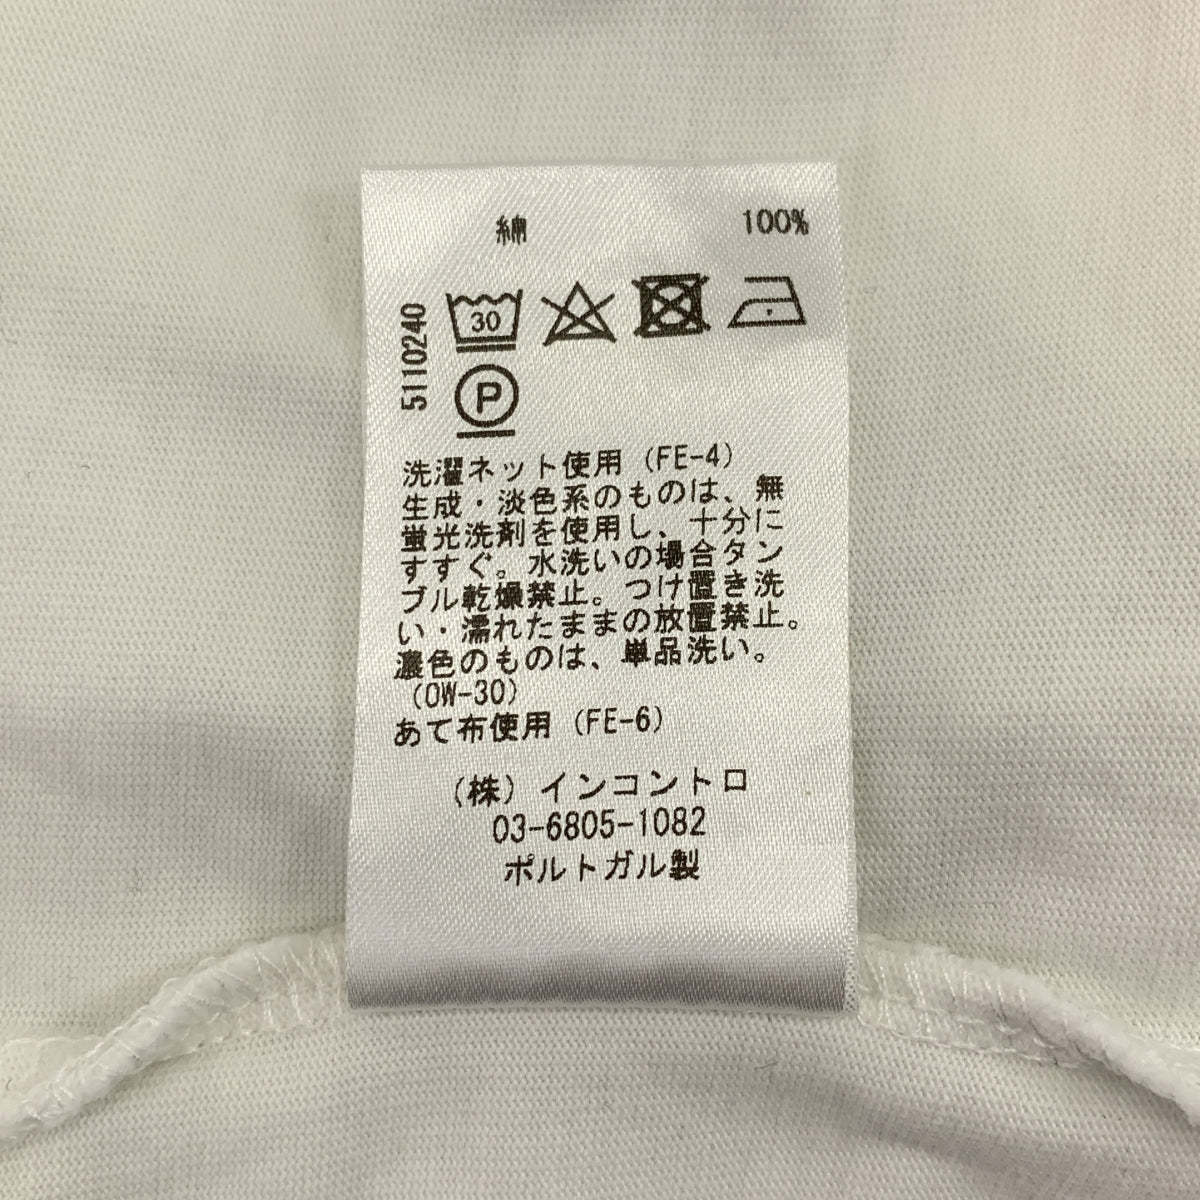 綿 100%
5110240
30
P
洗濯ネット使用(FE-4)
生成・淡色系のものは、無
蛍光洗剤を使用し、十分に
すすぐ。水洗いの場合タン
ブル乾燥禁止。つけ置き洗
い・濡れたままの放置禁止。
濃色のものは、単品洗い。
(OW-30)
あて布使用(FE-6)
(株)インコントロ
03-6805-1082
ポルトガル製